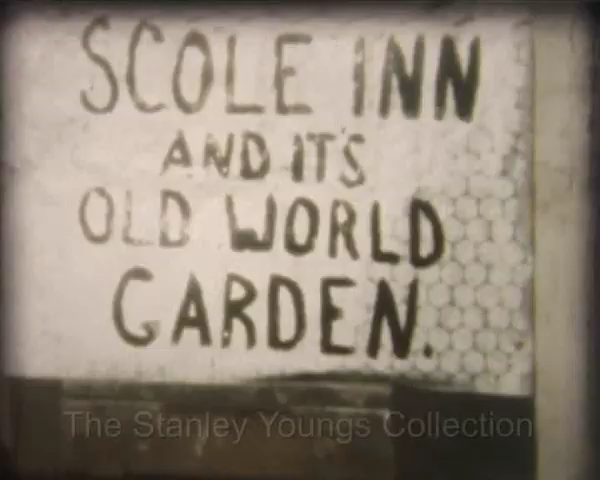 SCOLE INN
AND IT'S
OLD WORLD
GARDEN.
The Stanley Youngs Collection